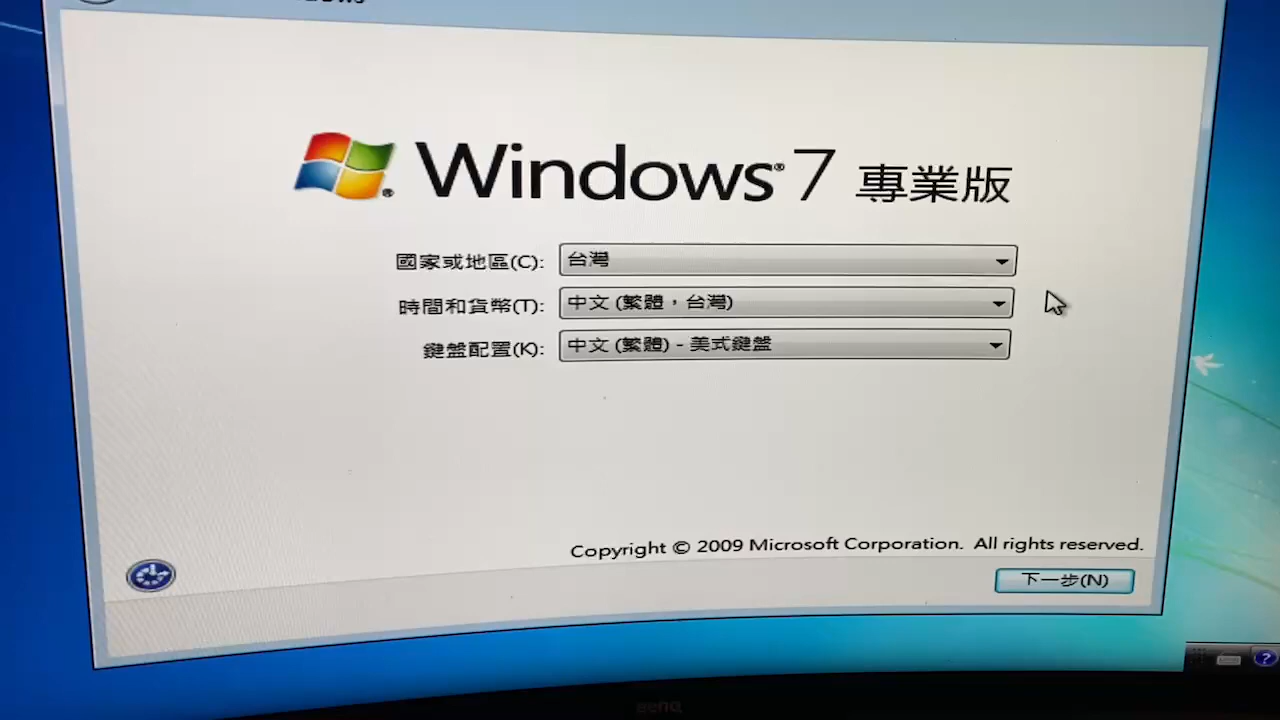 Windows® 7 專業版
國家或地區(C): 台灣
時間和貨幣(T): 中文 (繁體，台灣)
鍵盤配置(K): 中文 (繁體) - 美式鍵盤
Copyright © 2009 Microsoft Corporation. All rights reserved.
下一步(N)
BenQ